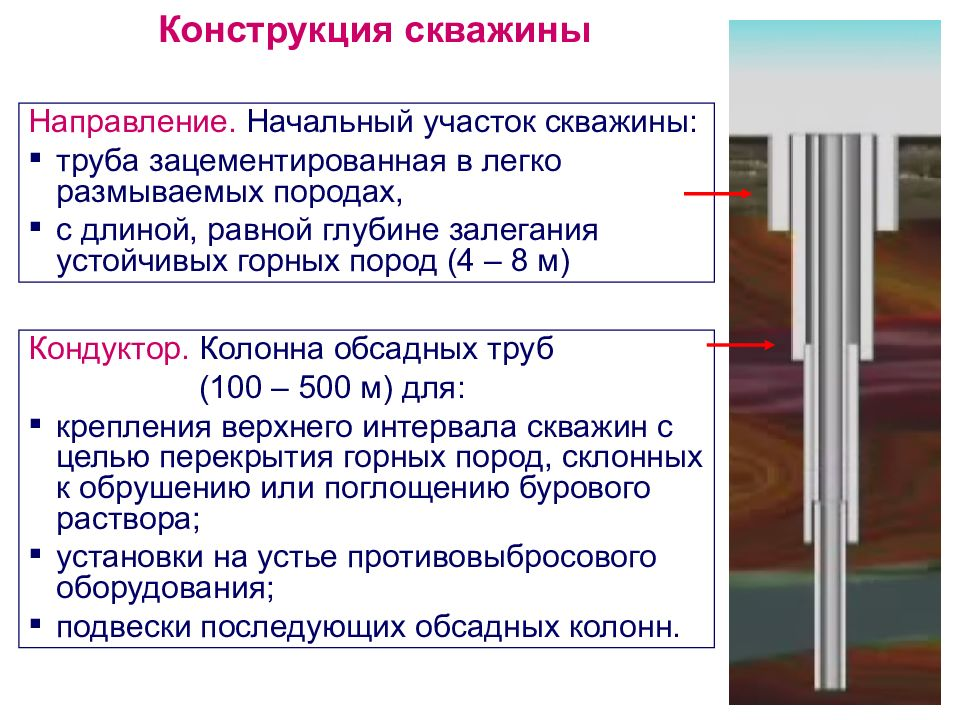 Конструкция скважины
Направление. Начальный участок скважины:
▪ труба зацементированная в легко
размываемых породах,
▪ с длиной, равной глубине залегания
устойчивых горных пород (4 – 8 м)
Кондуктор. Колонна обсадных труб
(100 – 500 м) для:
▪ крепления верхнего интервала скважин с
целью перекрытия горных пород, склонных
к обрушению или поглощению бурового
раствора;
▪ установки на устье противовыбросового
оборудования;
▪ подвески последующих обсадных колонн.